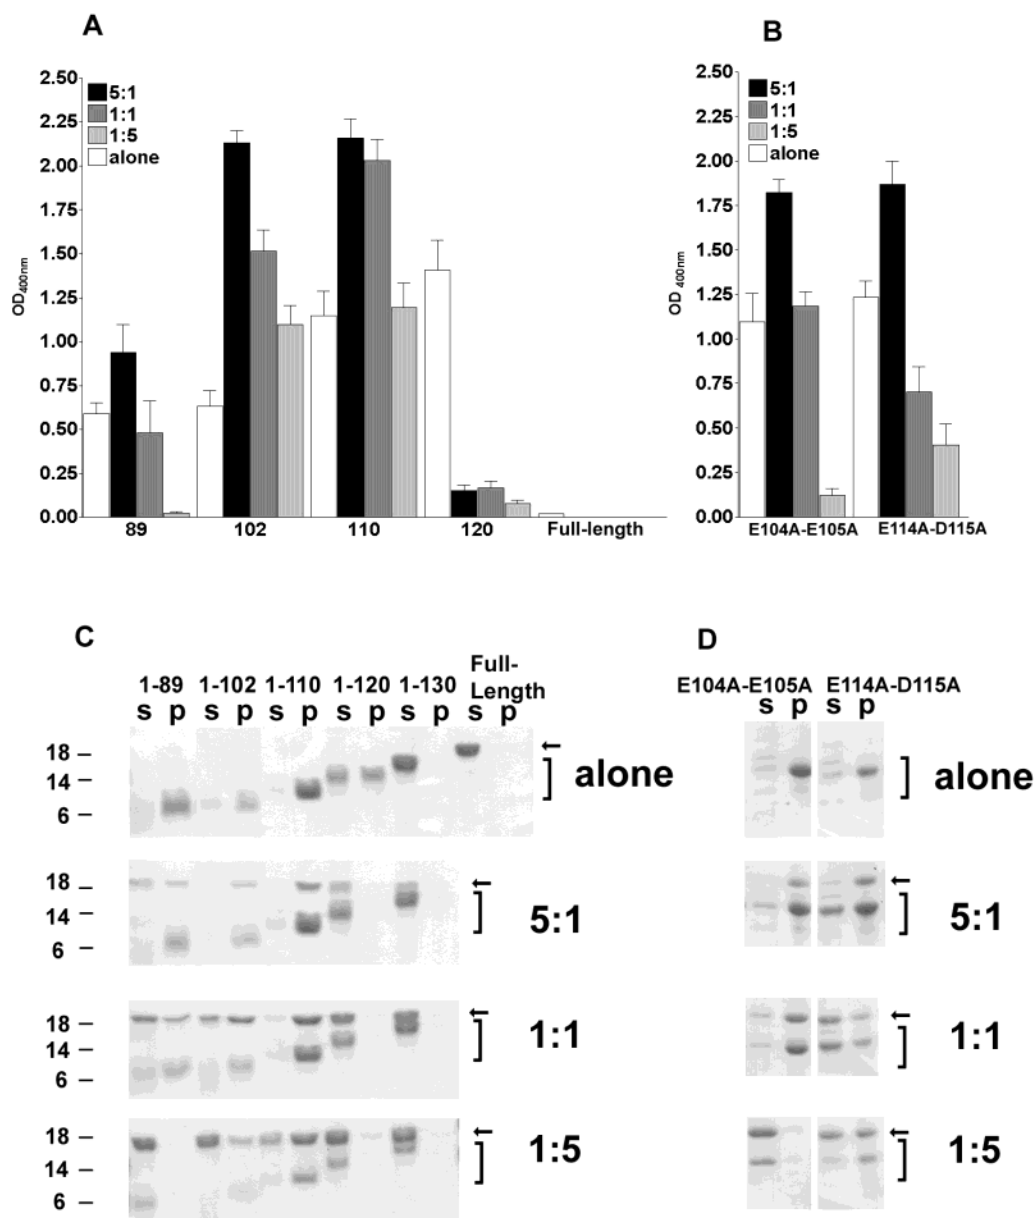 A
2.50
2.25
2.00
1.75
1.50
1.25
1.00
0.75
0.50
0.25
0.00
OD400nm
5:1
1:1
1:5
alone
89 102 110 120 Full-length
B
2.50
2.25
2.00
1.75
1.50
1.25
1.00
0.75
0.50
0.25
0.00
OD 400nm
5:1
1:1
1:5
alone
E104A-E105A E114A-D115A
C
Full-
Length
1-89 1-102 1-110 1-120 1-130
s p s p s p s p s p s p
18
14
6
alone
18
14
6
5:1
18
14
6
1:1
18
14
6
1:5
D
E104A-E105A E114A-D115A
s p s p
alone
5:1
1:1
1:5